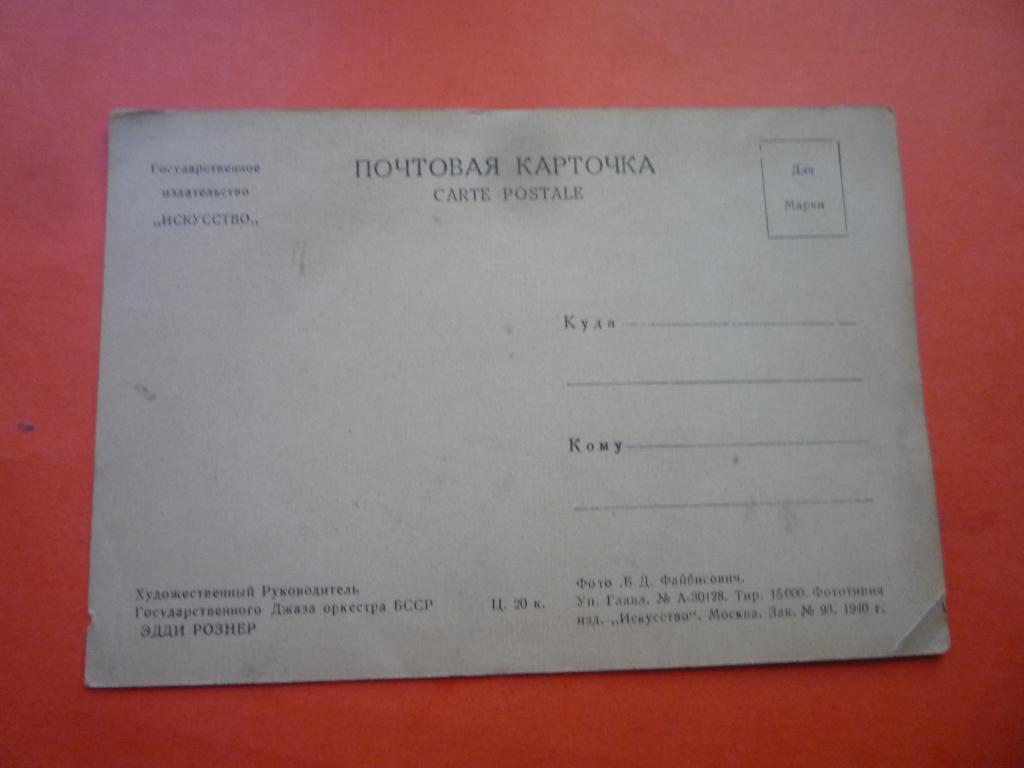 Государственное
издательство
„ИСКУССТВО„
ПОЧТОВАЯ КАРТОЧКА
CARTE POSTALE
Для
Марки
Куда
Кому
Художественный Руководитель
Государственного Джаза оркестра БССР
ЭДДИ РОЗНЕР
Ц. 20 к.
Фото .Б Д. Файбисович.
Уп. Главл. № А-30128. Тир. 15000. Фототипия
изд. „Искусство“. Москва. Зак. № 93. 1940 г.